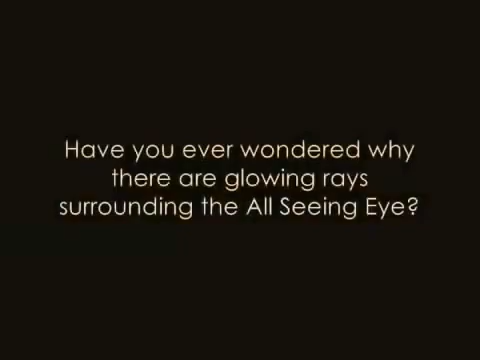 Have you ever wondered why
there are glowing rays
surrounding the All Seeing Eye?